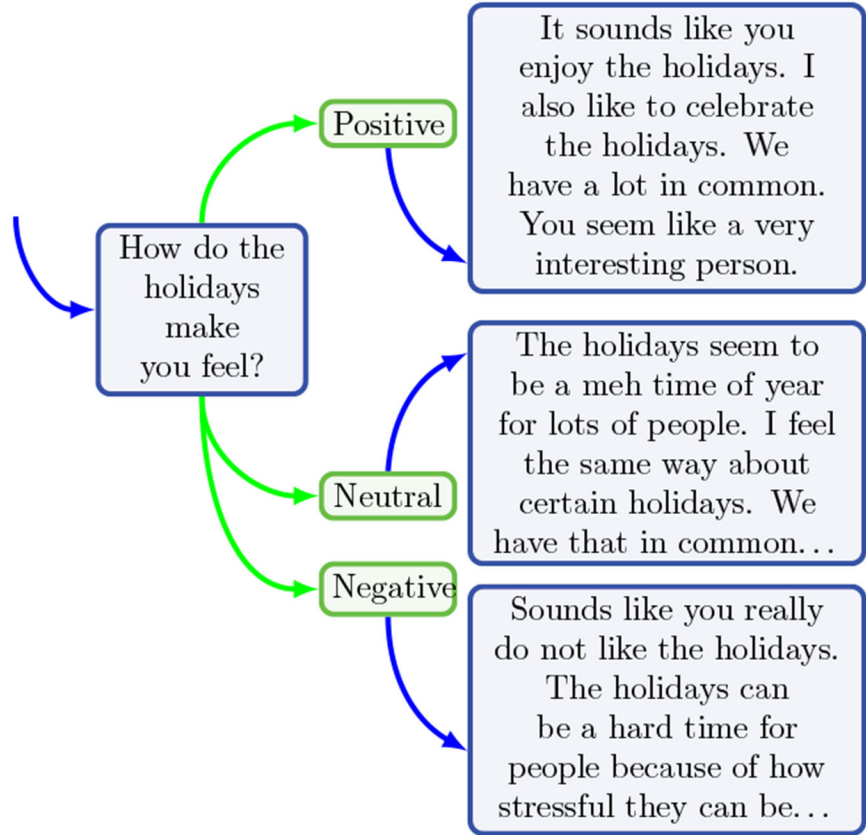 How do the
holidays
make
you feel?
Positive
It sounds like you
enjoy the holidays. I
also like to celebrate
the holidays. We
have a lot in common.
You seem like a very
interesting person.
Neutral
The holidays seem to
be a meh time of year
for lots of people. I feel
the same way about
certain holidays. We
have that in common...
Negative
Sounds like you really
do not like the holidays.
The holidays can
be a hard time for
people because of how
stressful they can be...